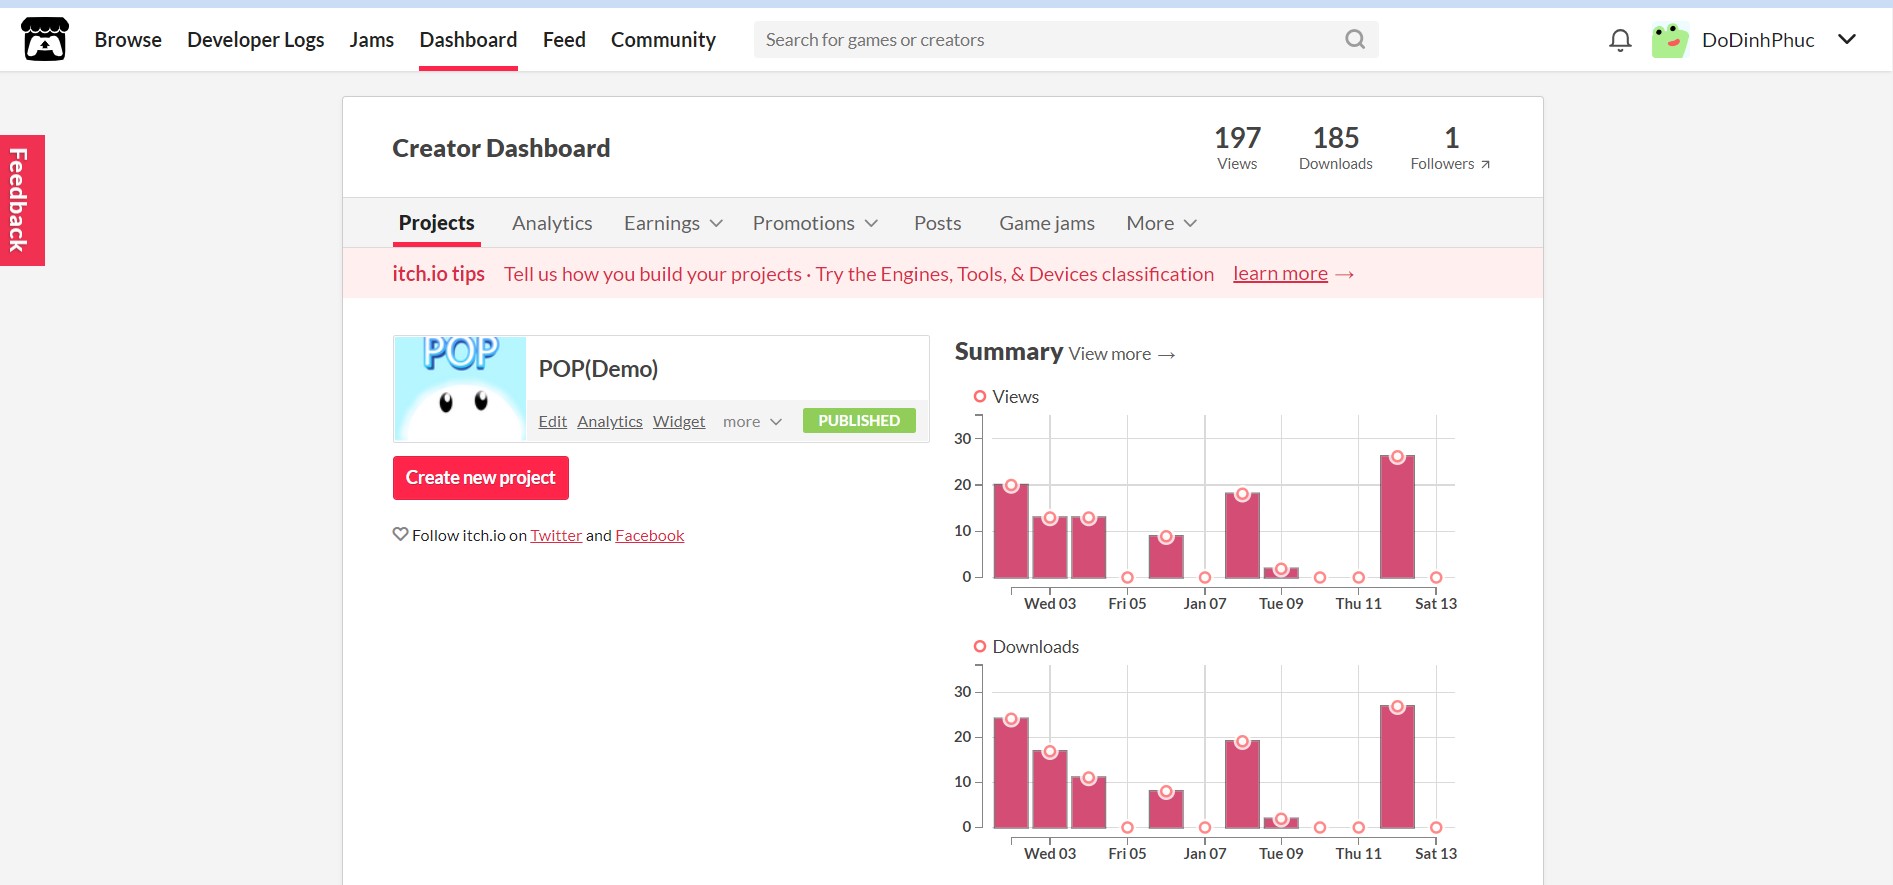 Browse Developer Logs Jams Dashboard Feed Community Search for games or creators DoDinhPhuc
Feedback
Creator Dashboard
197 Views
185 Downloads
1 Followers ↗
Projects Analytics Earnings Promotions Posts Game jams More
itch.io tips Tell us how you build your projects · Try the Engines, Tools, & Devices classification learn more →
POP
POP(Demo)
Edit Analytics Widget more PUBLISHED
Create new project
Follow itch.io on Twitter and Facebook
Summary View more →
Views
30
20
10
0
Wed 03 Fri 05 Jan 07 Tue 09 Thu 11 Sat 13
Downloads
30
20
10
0
Wed 03 Fri 05 Jan 07 Tue 09 Thu 11 Sat 13